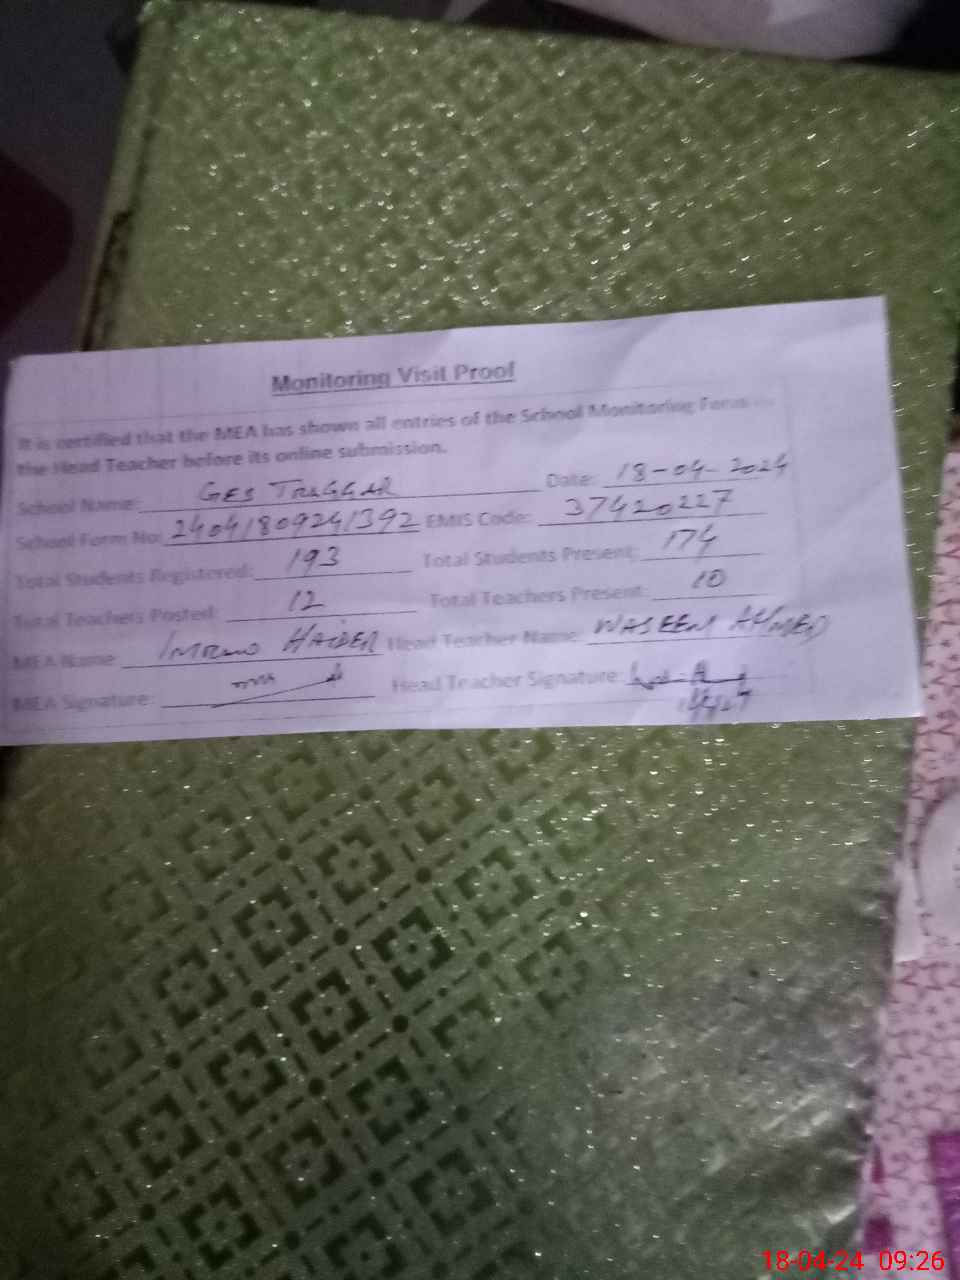 Monitoring Visit Proof
It is certified that the MEA has shown all entries of the School Monitoring Form
the Head Teacher before its online submission.
School Name: GES TRAGGAR Date: 18-04-2024
School Form No: 24041809241392 EMIS Code: 37420227
Total Students Registered: 193 Total Students Present: 174
Total Teachers Posted: 12 Total Teachers Present: 10
MEA Name: HAIDER Head Teacher Name: WASEEM AHMED
MEA Signature: Head Teacher Signature:
18-04-24 09:26